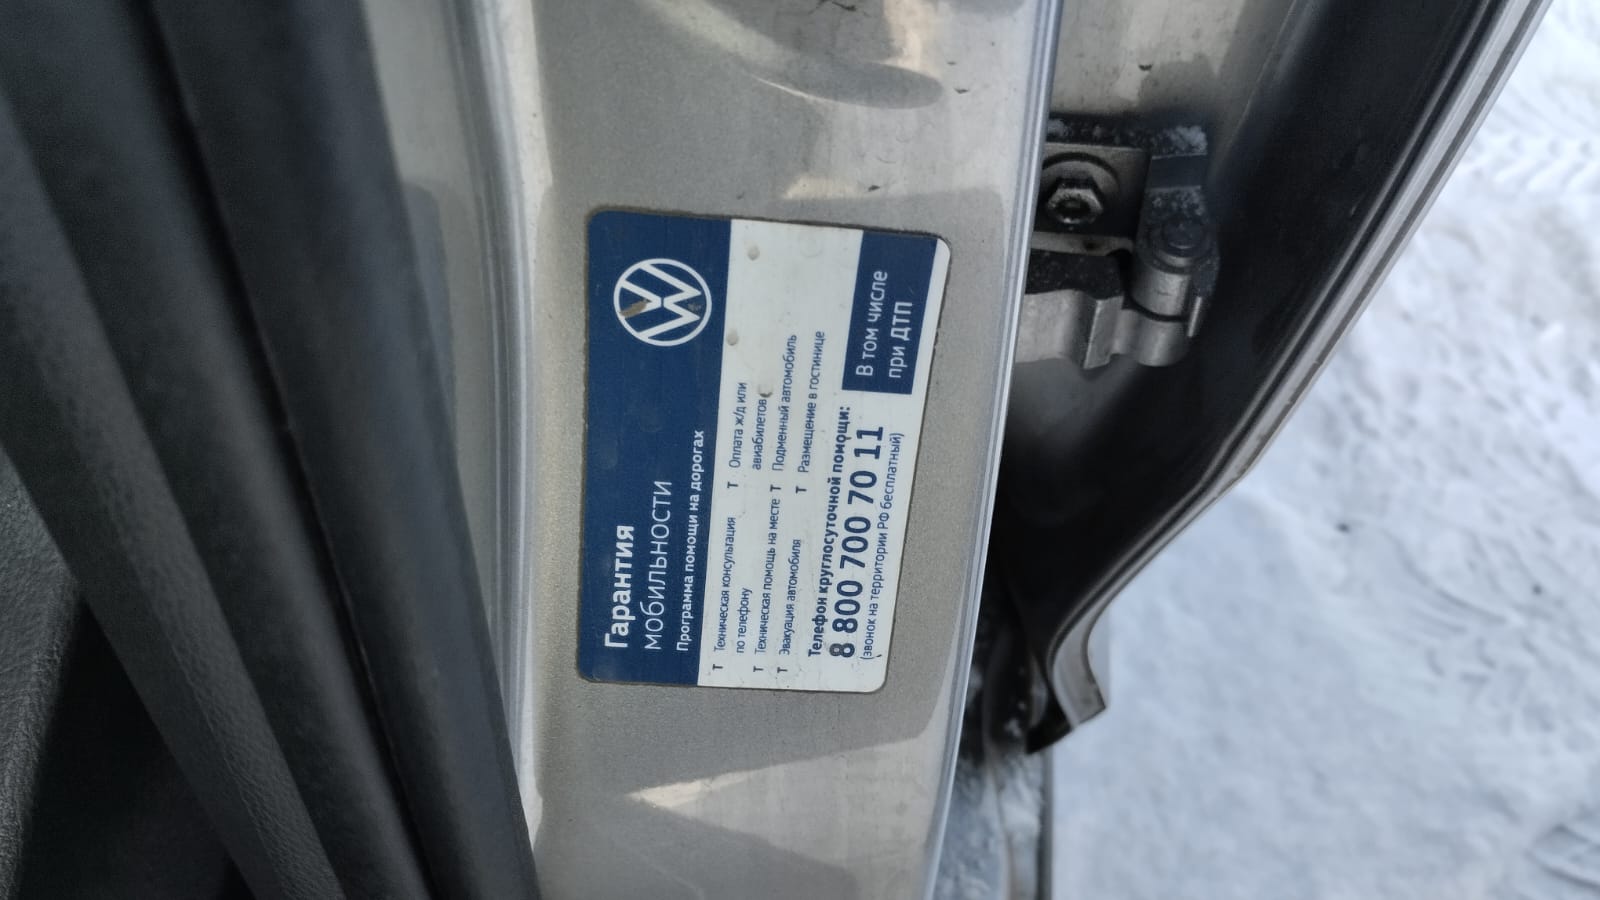 Гарантия
мобильности
Программа помощи на дорогах
Т Техническая консультация
по телефону
Т Техническая помощь на месте
Т Эвакуация автомобиля
Т Оплата ж/д или
авиабилетов
Т Подменный автомобиль
Т Размещение в гостинице
Телефон круглосуточной помощи:
8 800 700 70 11
(звонок на территории РФ бесплатный)
В том числе
при ДТП